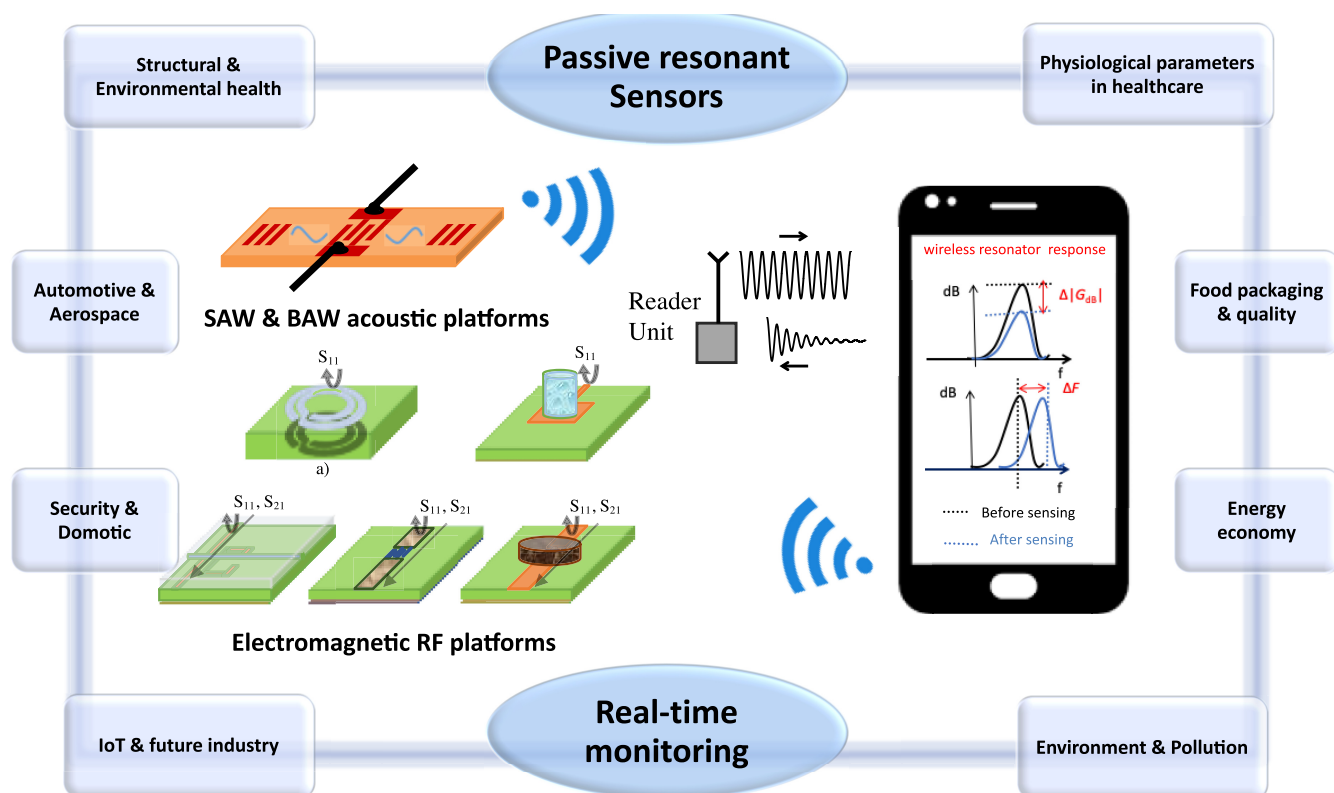 Passive resonant
Sensors
Structural &
Environmental health
Physiological parameters
in healthcare
Automotive &
Aerospace
Security &
Domotic
IoT & future industry
SAW & BAW acoustic platforms
S₁₁
S₁₁
a)
S₁₁, S₂₁
S₁₁, S₂₁
S₁₁, S₂₁
Electromagnetic RF platforms
Reader
Unit
wireless resonator response
dB
Δ|G_dB|
f
dB
ΔF
f
Before sensing
After sensing
Food packaging
& quality
Energy
economy
Environment & Pollution
Real-time
monitoring